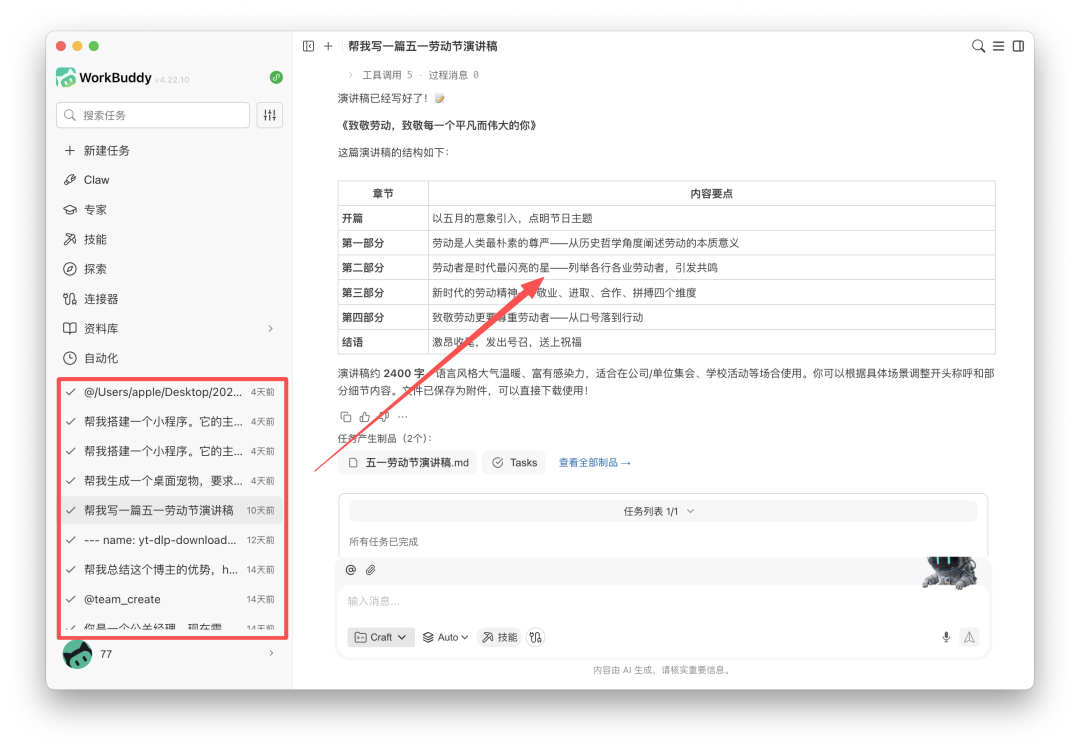 帮我写一篇五一劳动节演讲稿
WorkBuddy v4.22.10
搜索任务
新建任务
Claw
专家
技能
探索
连接器
资料库
自动化
@/Users/apple/Desktop/202... 4天前
帮我搭建一个小程序。它的主... 4天前
帮我搭建一个小程序。它的主... 4天前
帮我生成一个桌面宠物，要求... 4天前
帮我写一篇五一劳动节演讲稿 10天前
--- name: yt-dlp-download... 12天前
帮我总结这个博主的优势，h... 14天前
@team_create 14天前
你是一个公关经理，现在需... 14天前
77
工具调用 5 · 过程消息 0
演讲稿已经写好了！📝
《致敬劳动，致敬每一个平凡而伟大的你》
这篇演讲稿的结构如下：
章节 内容要点
开篇 以五月的意象引入，点明节日主题
第一部分 劳动是人类最朴素的尊严——从历史哲学角度阐述劳动的本质意义
第二部分 劳动者是时代最闪亮的星——列举各行各业劳动者，引发共鸣
第三部分 新时代的劳动精神——敬业、进取、合作、拼搏四个维度
第四部分 致敬劳动更要尊重劳动者——从口号落到行动
结语 激昂收尾，发出号召，送上祝福
演讲稿约 2400 字，语言风格大气温暖、富有感染力，适合在公司/单位集会、学校活动等场合使用。你可以根据具体场景调整开头称呼和部
分细节内容。文件已保存为附件，可以直接下载使用！
任务产生制品（2个）：
五一劳动节演讲稿.md Tasks 查看全部制品 →
任务列表 1/1
所有任务已完成
输入消息...
Craft Auto 技能
内容由 AI 生成，请核实重要信息。